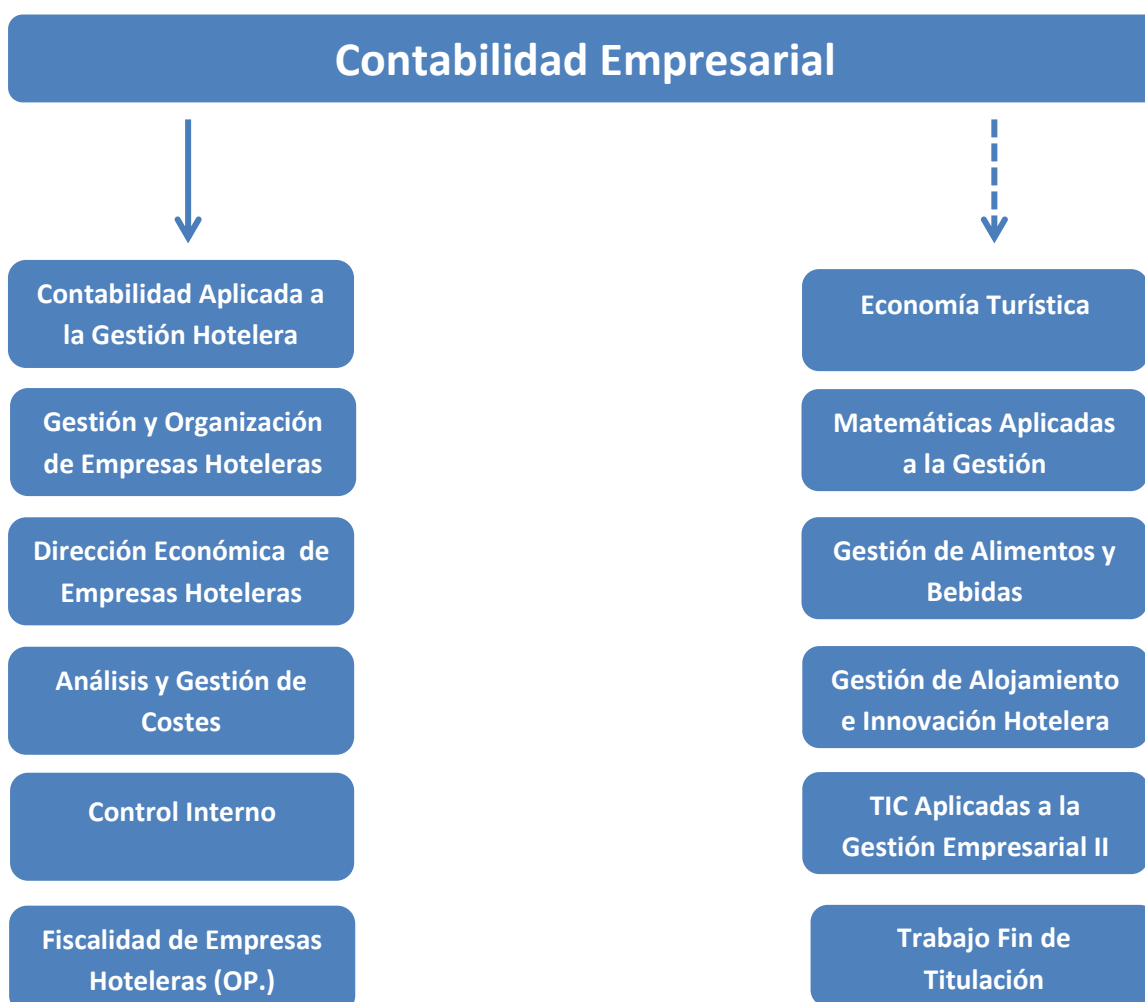 Contabilidad Empresarial
Contabilidad Aplicada a
la Gestión Hotelera
Gestión y Organización
de Empresas Hoteleras
Dirección Económica de
Empresas Hoteleras
Análisis y Gestión de
Costes
Control Interno
Fiscalidad de Empresas
Hoteleras (OP.)
Economía Turística
Matemáticas Aplicadas
a la Gestión
Gestión de Alimentos y
Bebidas
Gestión de Alojamiento
e Innovación Hotelera
TIC Aplicadas a la
Gestión Empresarial II
Trabajo Fin de
Titulación